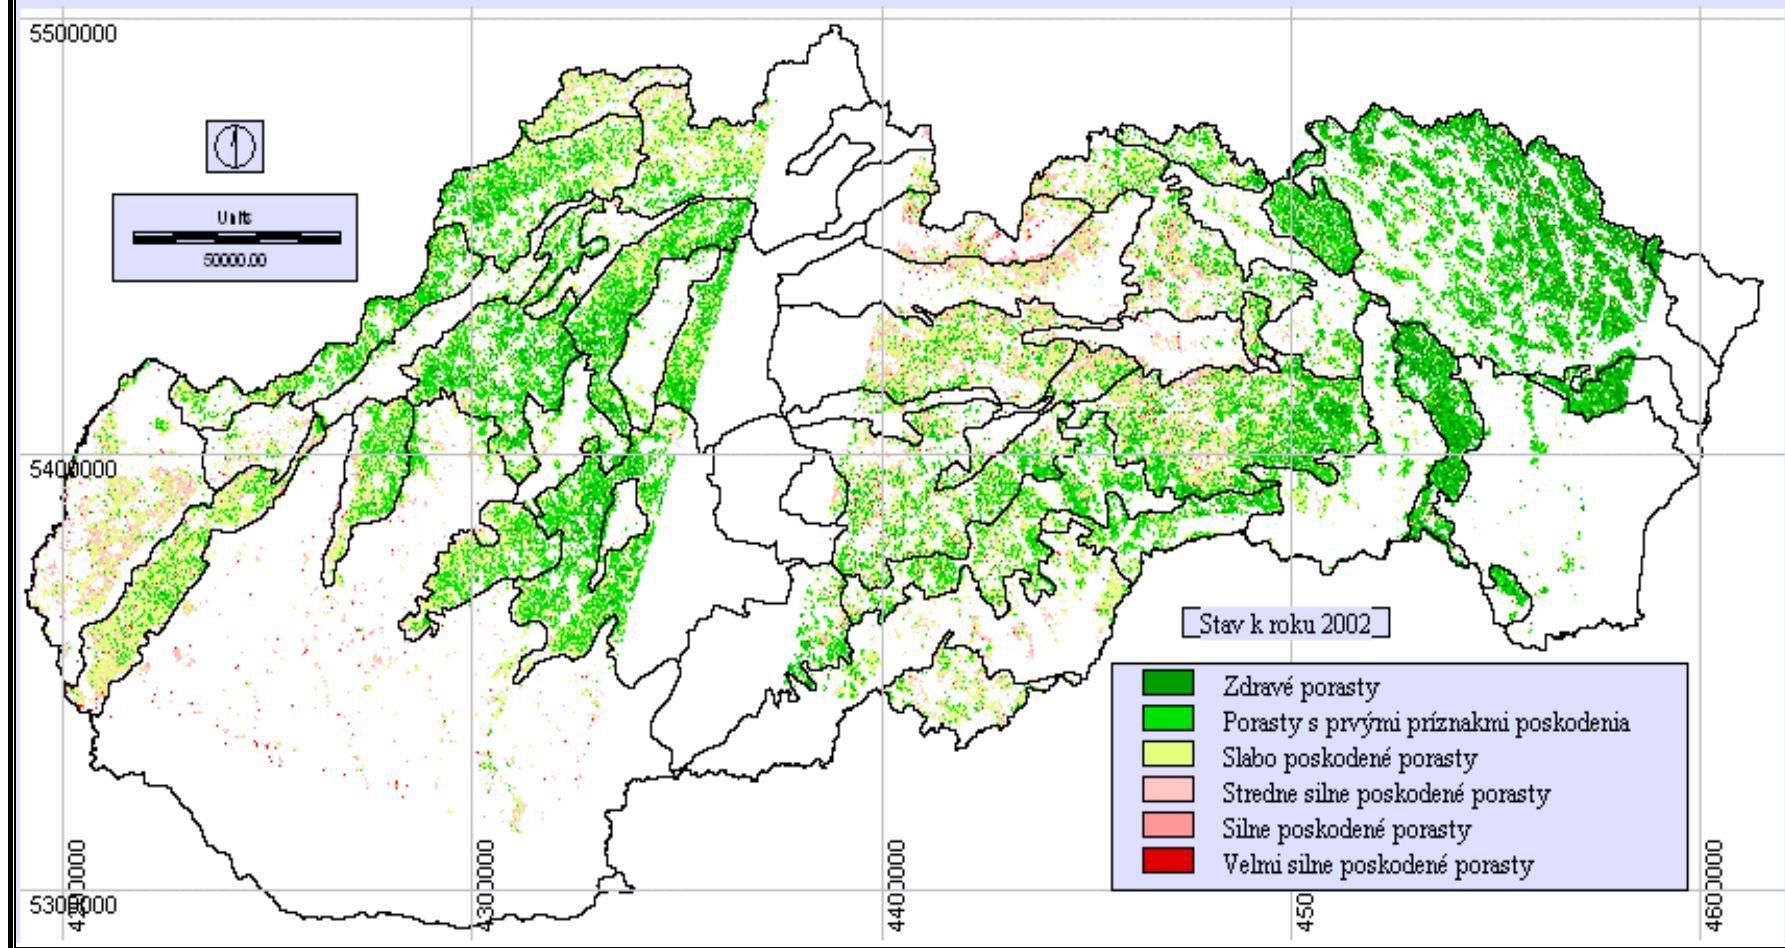 5500000
Units
50000.00
5400000
Stav k roku 2002
Zdravé porasty
Porasty s prvými príznakmi poskodenia
Slabo poskodené porasty
Stredne silne poskodené porasty
Silne poskodené porasty
Velmi silne poskodené porasty
5300000
4300000
4400000
450
4600000